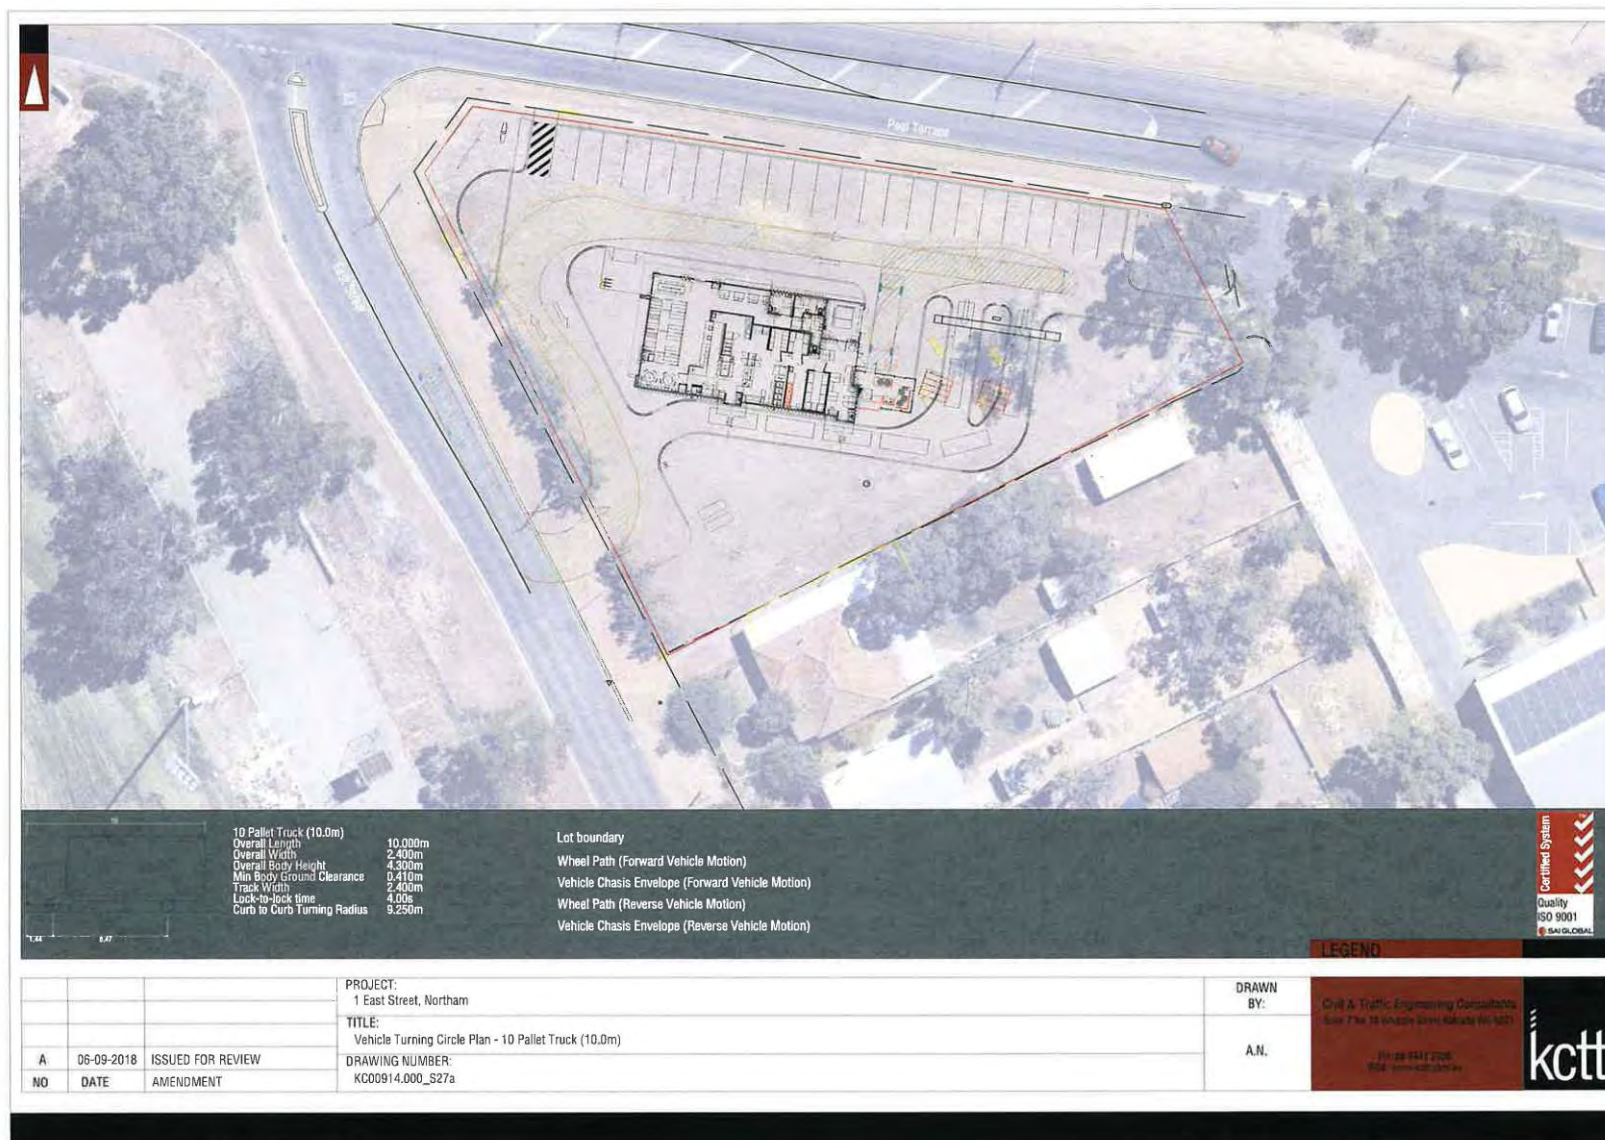 Peel Terrace
10 Pallet Truck (10.0m)
Overall Length 10.000m
Overall Width 2.400m
Overall Body Height 4.300m
Min Body Ground Clearance 0.410m
Track Width 2.400m
Lock-to-lock time 4.00s
Curb to Curb Turning Radius 9.250m
10
1.44 6.47
Lot boundary
Wheel Path (Forward Vehicle Motion)
Vehicle Chasis Envelope (Forward Vehicle Motion)
Wheel Path (Reverse Vehicle Motion)
Vehicle Chasis Envelope (Reverse Vehicle Motion)
Certified System
Quality
ISO 9001
SAI GLOBAL
LEGEND
PROJECT:
1 East Street, Northam
TITLE:
Vehicle Turning Circle Plan - 10 Pallet Truck (10.0m)
DRAWING NUMBER:
KC00914.000_S27a
A 06-09-2018 ISSUED FOR REVIEW
NO DATE AMENDMENT
DRAWN
BY:
A.N.
Civil & Traffic Engineering Consultants
kctt